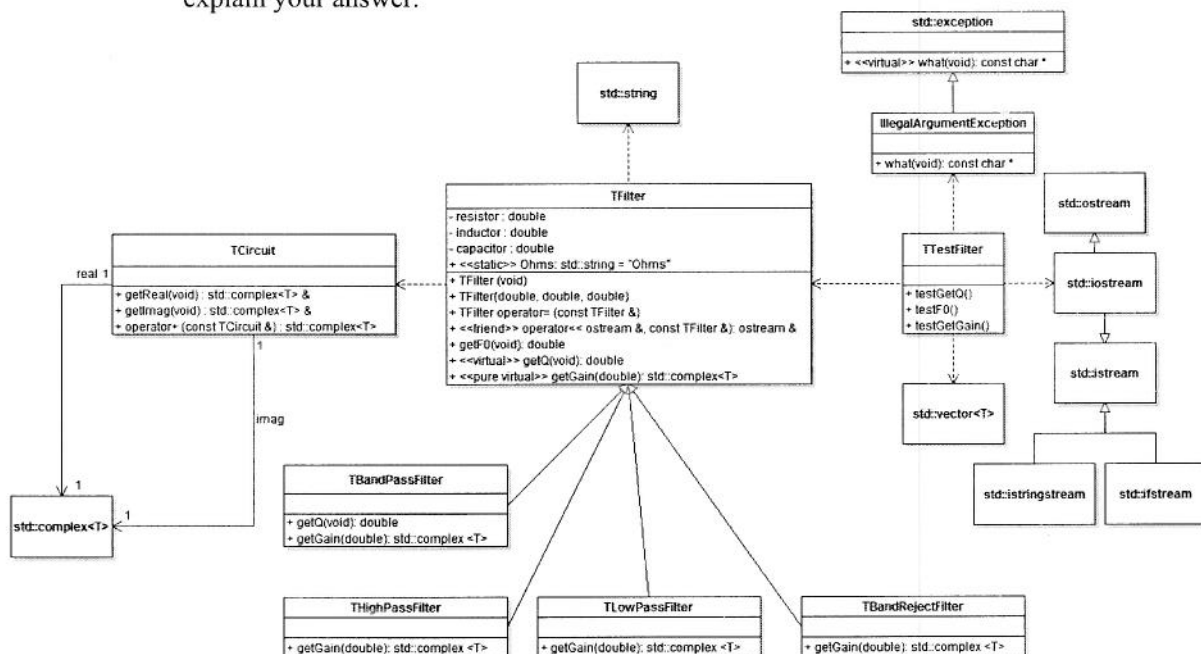 explain your answer.
std::exception
+ <<virtual>> what(void): const char *
std::string
IllegalArgumentException
+ what(void): const char *
TFilter
- resistor : double
- inductor : double
- capacitor : double
+ <<static>> Ohms: std::string = "Ohms"
+ TFilter (void)
+ TFilter(double, double, double)
+ TFilter operator= (const TFilter &)
+ <<friend>> operator<< ostream &, const TFilter &): ostream &
+ getF0(void): double
+ <<virtual>> getQ(void): double
+ <<pure virtual>> getGain(double): std::complex<T>
std::ostream
TCircuit
+ getReal(void) : std::complex<T> &
+ getImag(void) : std::complex<T> &
+ operator+ (const TCircuit &) : std::complex<T>
real 1
1
imag
1
1
std::complex<T>
TTestFilter
+ testGetQ()
+ testF0()
+ testGetGain()
std::iostream
std::istream
std::vector<T>
std::istringstream
std::ifstream
TBandPassFilter
+ getQ(void): double
+ getGain(double): std::complex <T>
THighPassFilter
+ getGain(double): std::complex <T>
TLowPassFilter
+ getGain(double): std::complex <T>
TBandRejectFilter
+ getGain(double): std::complex <T>